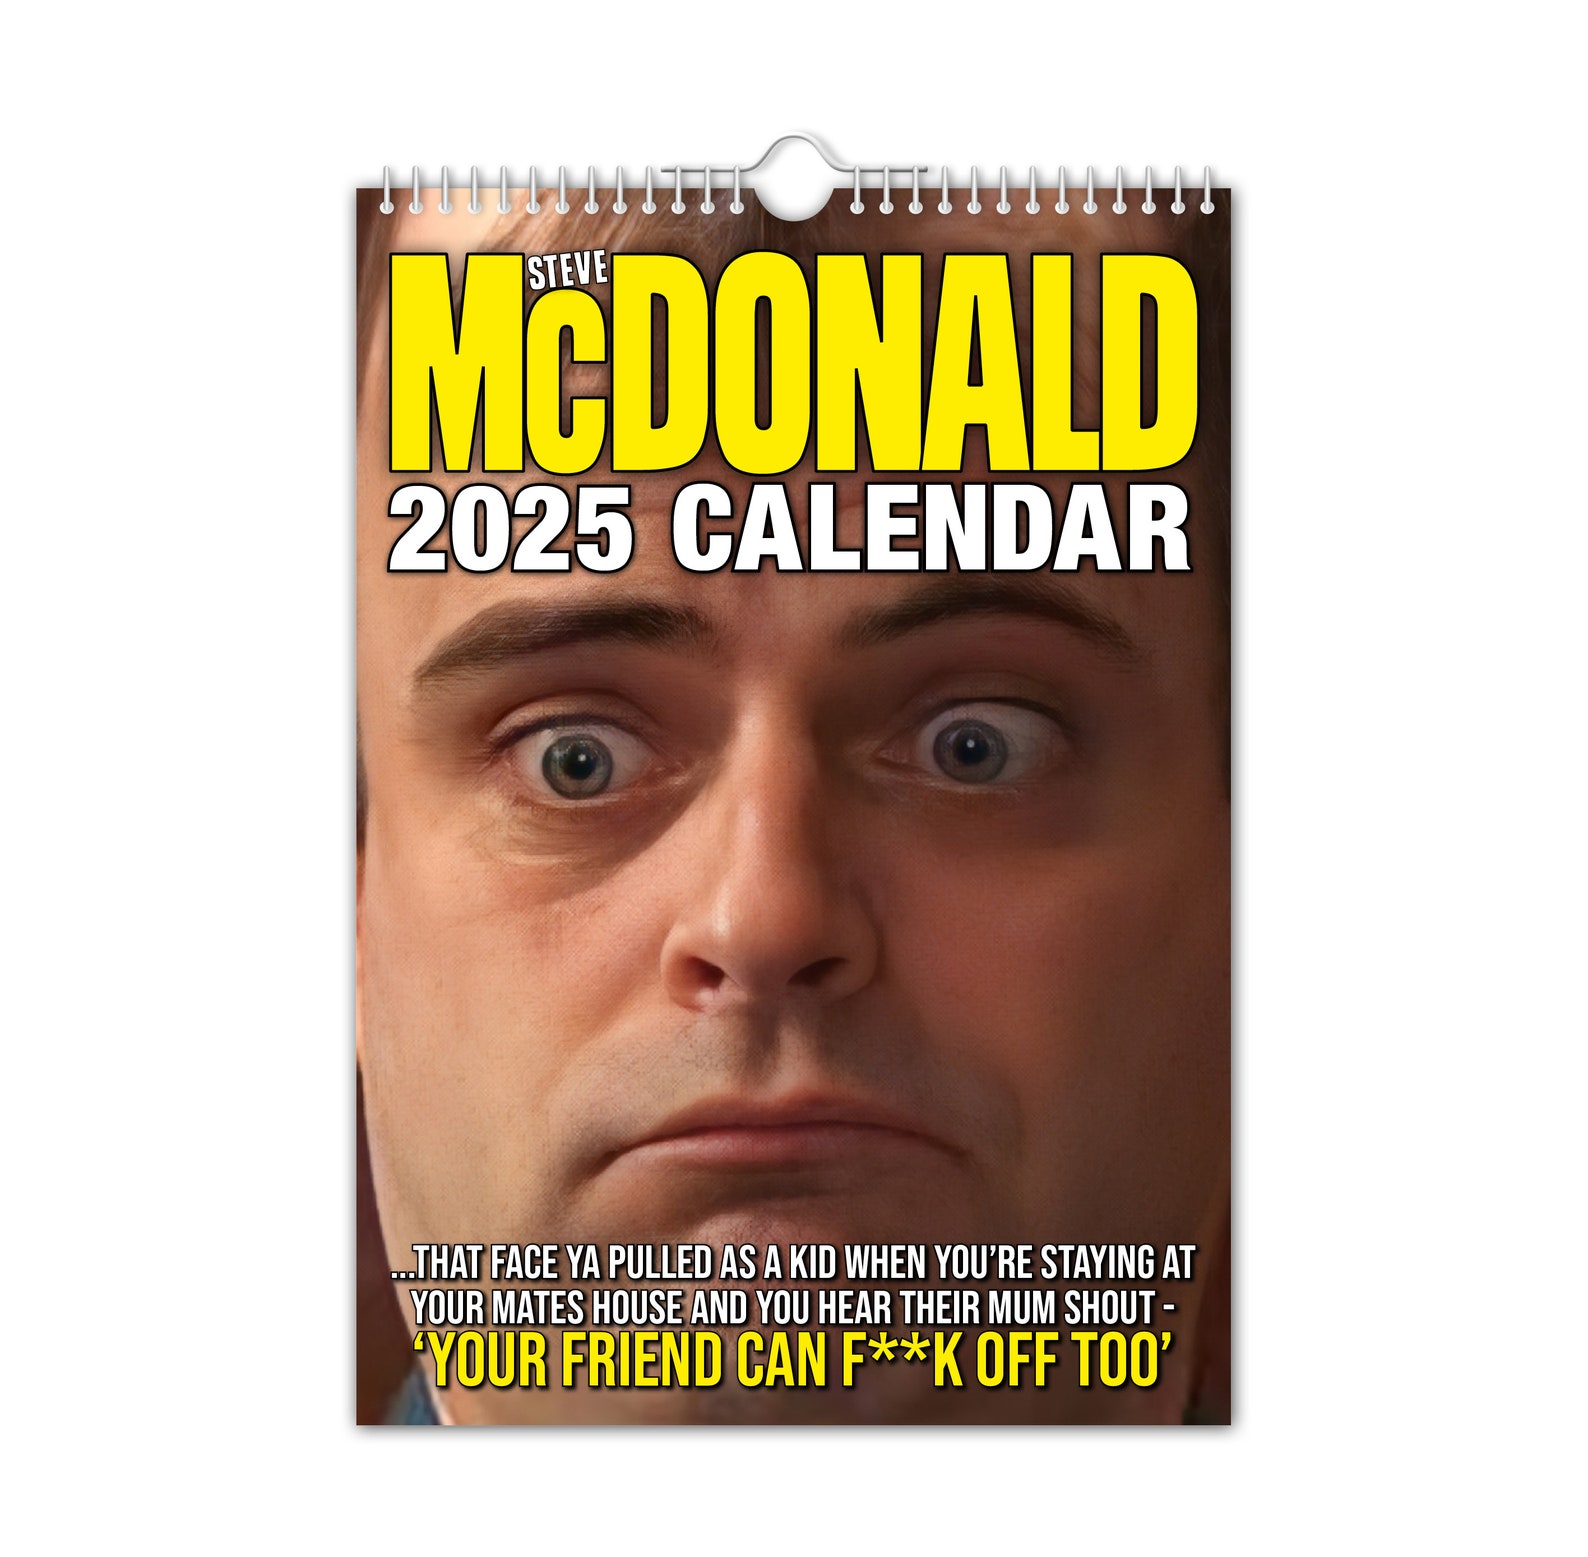 STEVE
McDONALD
2025 CALENDAR
...THAT FACE YA PULLED AS A KID WHEN YOU'RE STAYING AT
YOUR MATES HOUSE AND YOU HEAR THEIR MUM SHOUT -
‘YOUR FRIEND CAN F**K OFF TOO’